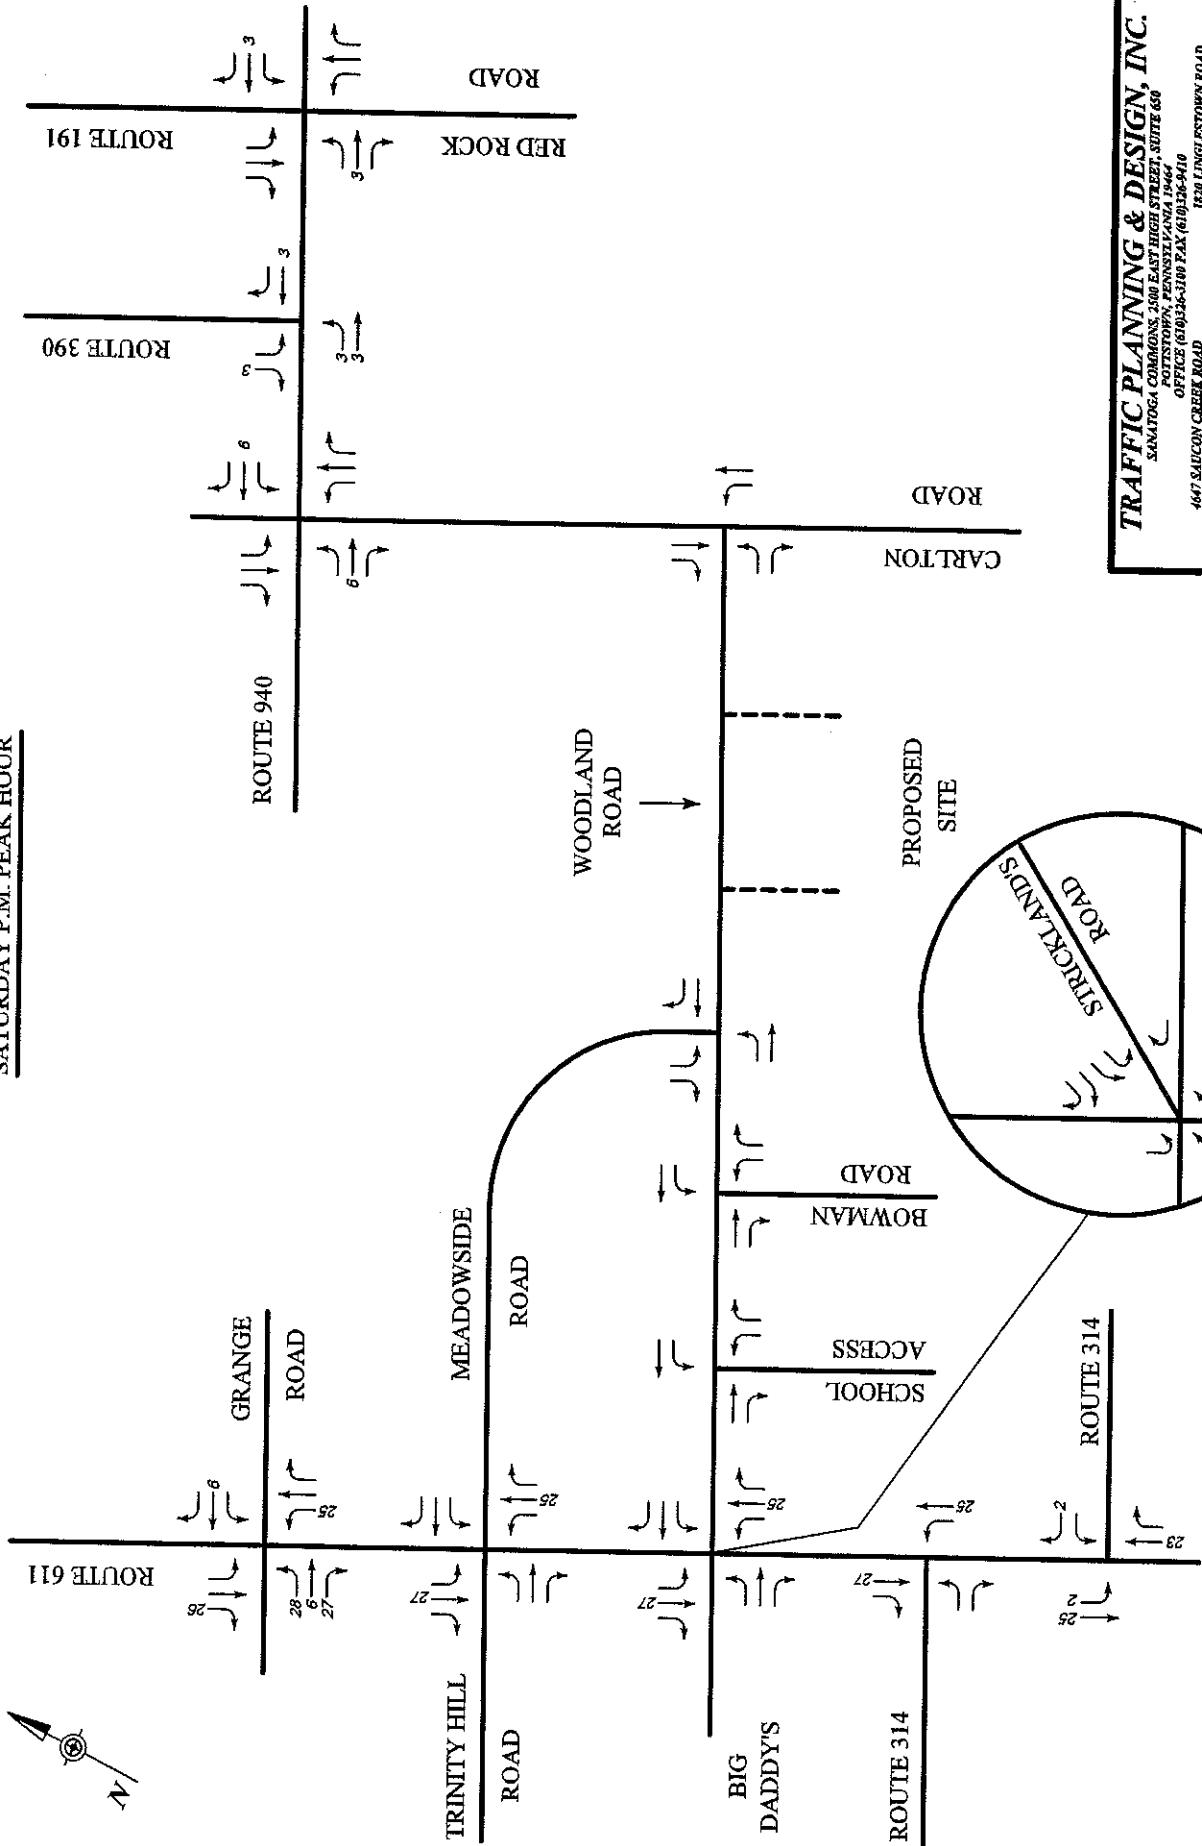 SATURDAY P.M. PEAK HOUR
N
ROUTE 611
GRANGE
ROAD
26
28
6
27
6
25
TRINITY HILL
ROAD
MEADOWSIDE
ROAD
27
25
BIG
DADDY'S
27
25
SCHOOL
ACCESS
BOWMAN
ROAD
WOODLAND
ROAD
PROPOSED
SITE
CARLTON
ROAD
ROUTE 940
6
6
ROUTE 390
3
3
3
3
ROUTE 191
RED ROCK
ROAD
3
3
ROUTE 314
27
25
ROUTE 314
2
25
2
23
STRICKLAND'S
ROAD
TRAFFIC PLANNING & DESIGN, INC.
SANATOGA COMMONS, 2500 EAST HIGH STREET, SUITE 650
POTTSTOWN, PENNSYLVANIA 19464
OFFICE (610)326-3100 FAX (610)326-9410
4667 SAUCON CREEK ROAD
1820 LINGLESTOWN ROAD